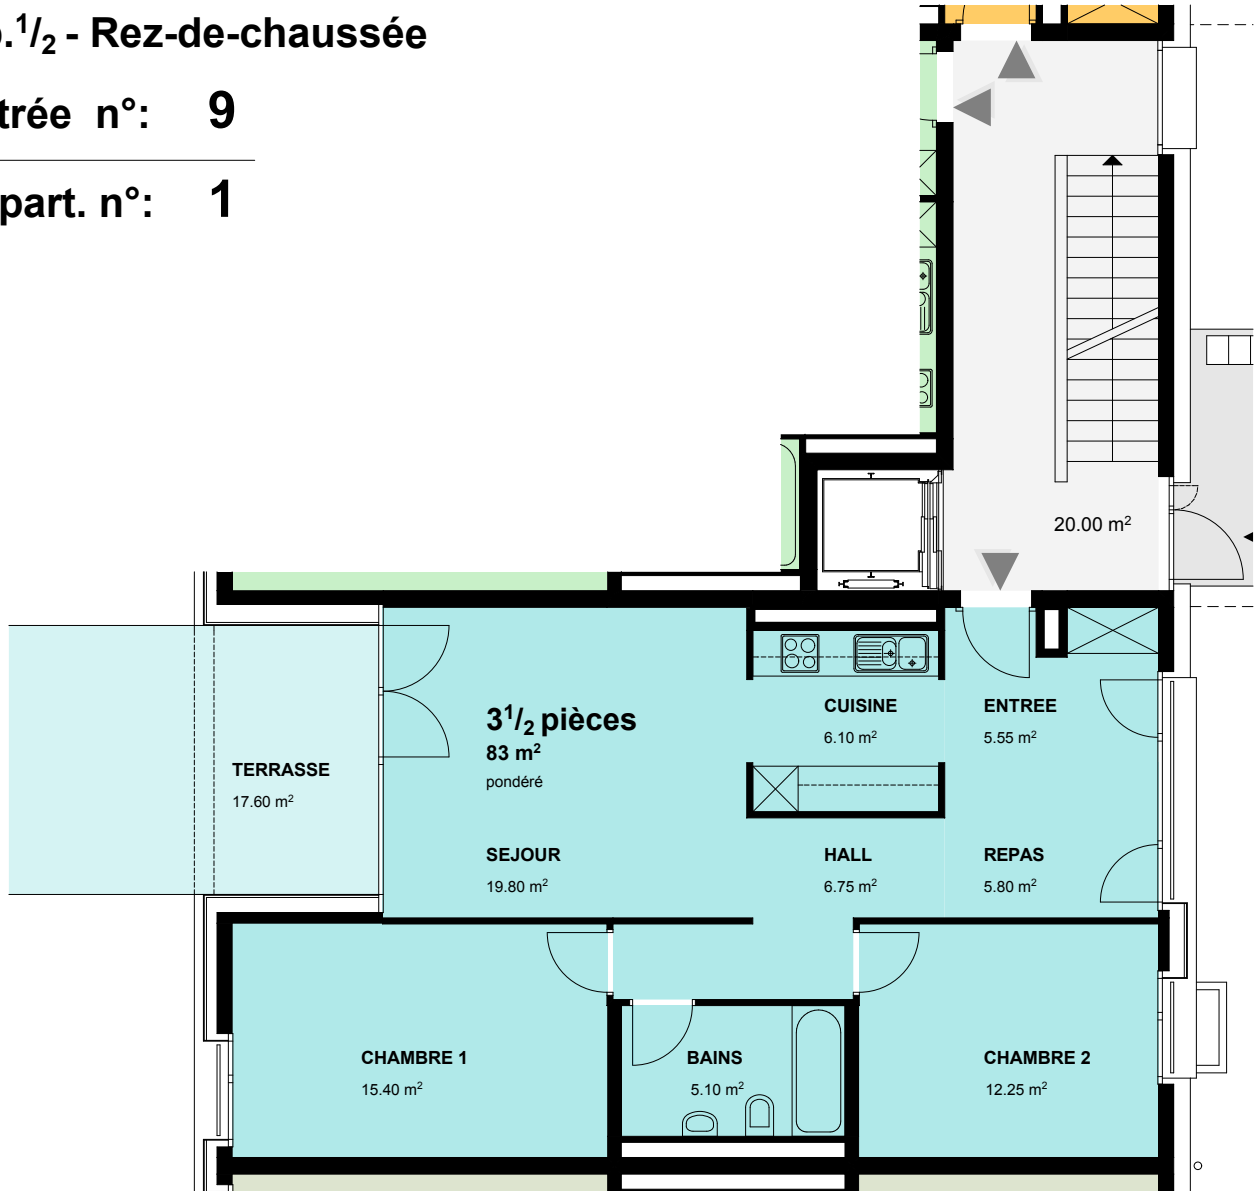 .1/2 - Rez-de-chaussée
trée n°: 9
part. n°: 1
20.00 m²
31/2 pièces
83 m²
pondéré
CUISINE
6.10 m²
ENTREE
5.55 m²
TERRASSE
17.60 m²
SEJOUR
19.80 m²
HALL
6.75 m²
REPAS
5.80 m²
CHAMBRE 1
15.40 m²
BAINS
5.10 m²
CHAMBRE 2
12.25 m²